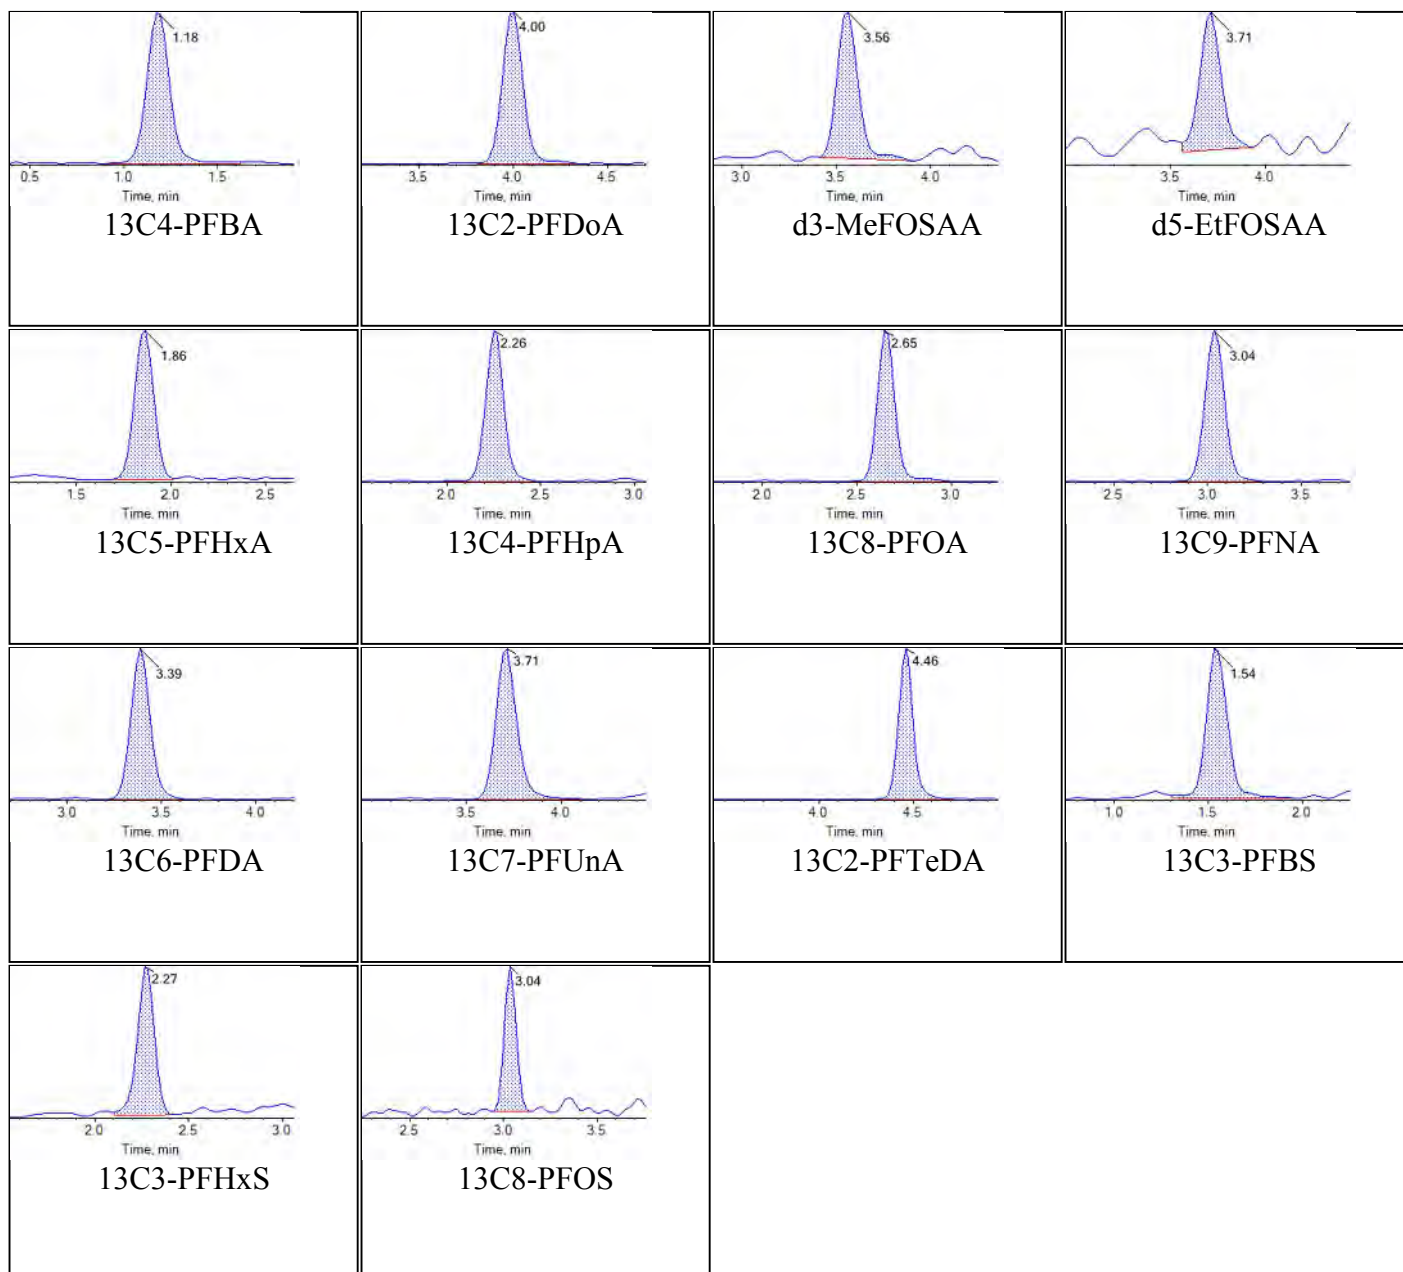 1.18
0.5 1.0 1.5
Time, min
13C4-PFBA
4.00
3.5 4.0 4.5
Time, min
13C2-PFDoA
3.56
3.0 3.5 4.0
Time, min
d3-MeFOSAA
3.71
3.5 4.0
Time, min
d5-EtFOSAA
1.86
1.5 2.0 2.5
Time, min
13C5-PFHxA
2.26
2.0 2.5 3.0
Time, min
13C4-PFHpA
2.65
2.0 2.5 3.0
Time, min
13C8-PFOA
3.04
2.5 3.0 3.5
Time, min
13C9-PFNA
3.39
3.0 3.5 4.0
Time, min
13C6-PFDA
3.71
3.5 4.0
Time, min
13C7-PFUnA
4.46
4.0 4.5
Time, min
13C2-PFTeDA
1.54
1.0 1.5 2.0
Time, min
13C3-PFBS
2.27
2.0 2.5 3.0
Time, min
13C3-PFHxS
3.04
2.5 3.0 3.5
Time, min
13C8-PFOS